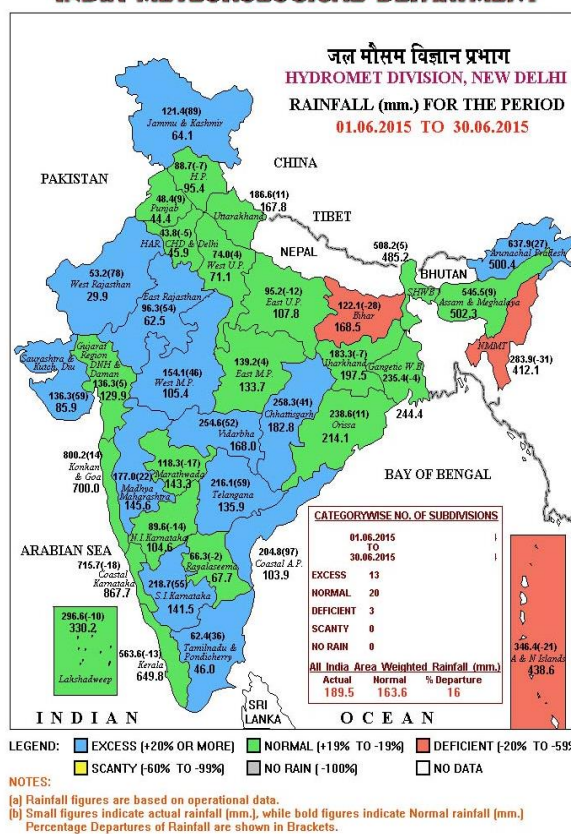 INDIA METEOROLOGICAL DEPARTMENT
जल मौसम विज्ञान प्रभाग
HYDROMET DIVISION, NEW DELHI
RAINFALL (mm.) FOR THE PERIOD
01.06.2015 TO 30.06.2015
121.4(89)
Jammu & Kashmir
64.1
CHINA
88.7(-7)
H.P.
95.4
PAKISTAN
48.4(9)
Punjab
44.4
186.6(11)
167.8
Uttarakhand
TIBET
43.8(-5)
HAR. CHD & Delhi
45.9
74.0(4)
West U.P.
71.1
NEPAL
508.2(5)
485.2
637.9(27)
Arunachal Pradesh
500.4
BHUTAN
53.2(78)
West Rajasthan
29.9
East Rajasthan
96.3(54)
62.5
95.2(-12)
East U.P.
107.8
122.1(-28)
Bihar
168.5
SHWB
545.5(9)
Assam & Meghalaya
502.3
NMMT
283.9(-31)
412.1
Saurashtra &
Kutch, Diu
136.3(59)
85.9
Gujarat
Region
DNH &
Daman
136.3(5)
129.9
154.1(46)
West M.P.
105.4
139.2(4)
East M.P.
133.7
183.3(-7)
Jharkhand
197.5
Gangetic W.B.
235.4(-4)
244.4
258.3(41)
Chhattisgarh
182.8
238.6(11)
Orissa
214.1
254.6(52)
Vidarbha
168.0
800.2(14)
Konkan
& Goa
700.0
177.0(22)
Madhya
Maharashtra
145.6
118.3(-17)
Marathwada
143.3
216.1(59)
Telangana
135.9
BAY OF BENGAL
ARABIAN SEA
89.6(-14)
N.I.Karnataka
104.6
66.3(-2)
Rayalaseema
67.7
204.8(97)
Coastal A.P.
103.9
715.7(-18)
Coastal
Karnataka
867.7
218.7(55)
S.I.Karnataka
141.5
296.6(-10)
330.2
Lakshadweep
563.6(-13)
Kerala
649.8
62.4(36)
Tamilnadu &
Pondicherry
46.0
CATEGORYWISE NO. OF SUBDIVISIONS
01.06.2015
TO
30.06.2015
EXCESS 13
NORMAL 20
DEFICIENT 3
SCANTY 0
NO RAIN 0
All India Area Weighted Rainfall (mm.)
Actual Normal % Departure
189.5 163.6 16
346.4(-21)
A & N Islands
438.6
SRI
LANKA
INDIAN OCEAN
LEGEND: EXCESS (+20% OR MORE) NORMAL (+19% TO -19%) DEFICIENT (-20% TO -59%
SCANTY (-60% TO -99%) NO RAIN (-100%) NO DATA
NOTES:
(a) Rainfall figures are based on operational data.
(b) Small figures indicate actual rainfall (mm.), while bold figures indicate Normal rainfall (mm.)
Percentage Departures of Rainfall are shown in Brackets.